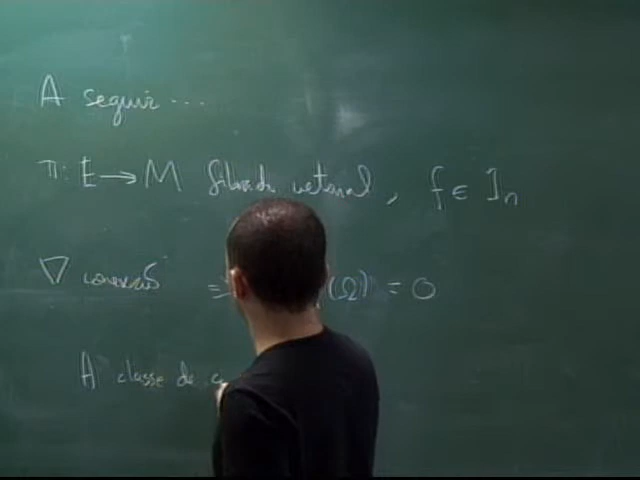 A seguir ...
π: E → M fibrado vetorial, f ∈ I_n
∇ conexão ⇒ (Ω) = 0
A classe de c